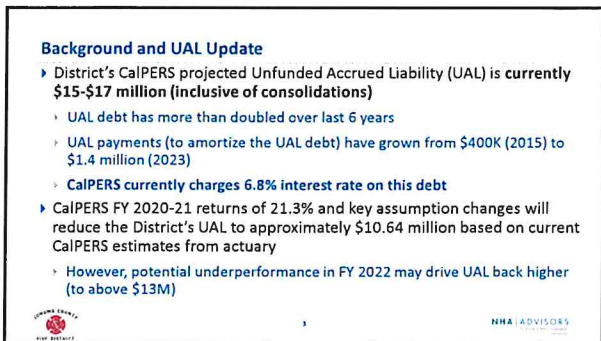 Background and UAL Update
District's CalPERS projected Unfunded Accrued Liability (UAL) is currently
$15-$17 million (inclusive of consolidations)
UAL debt has more than doubled over last 6 years
UAL payments (to amortize the UAL debt) have grown from $400K (2015) to
$1.4 million (2023)
CalPERS currently charges 6.8% interest rate on this debt
CalPERS FY 2020-21 returns of 21.3% and key assumption changes will
reduce the District's UAL to approximately $10.64 million based on current
CalPERS estimates from actuary
However, potential underperformance in FY 2022 may drive UAL back higher
(to above $13M)
SONOMA COUNTY
FIRE DISTRICT
3
NHA | ADVISORS